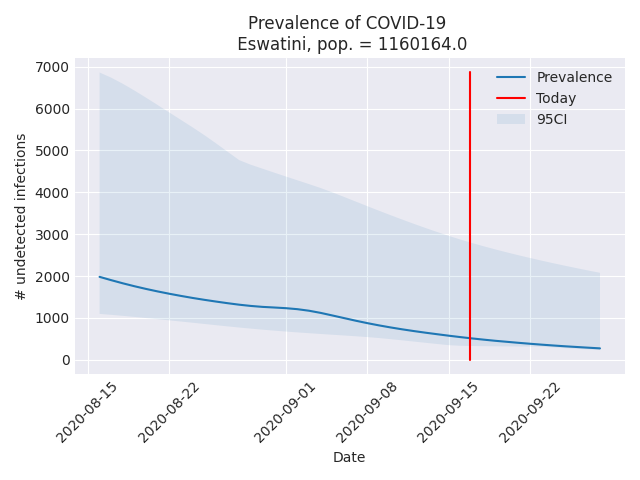 Prevalence of COVID-19
Eswatini, pop. = 1160164.0
7000
6000
5000
4000
3000
2000
1000
0
# undetected infections
Prevalence
Today
95CI
2020-08-15
2020-08-22
2020-09-01
2020-09-08
2020-09-15
2020-09-22
Date